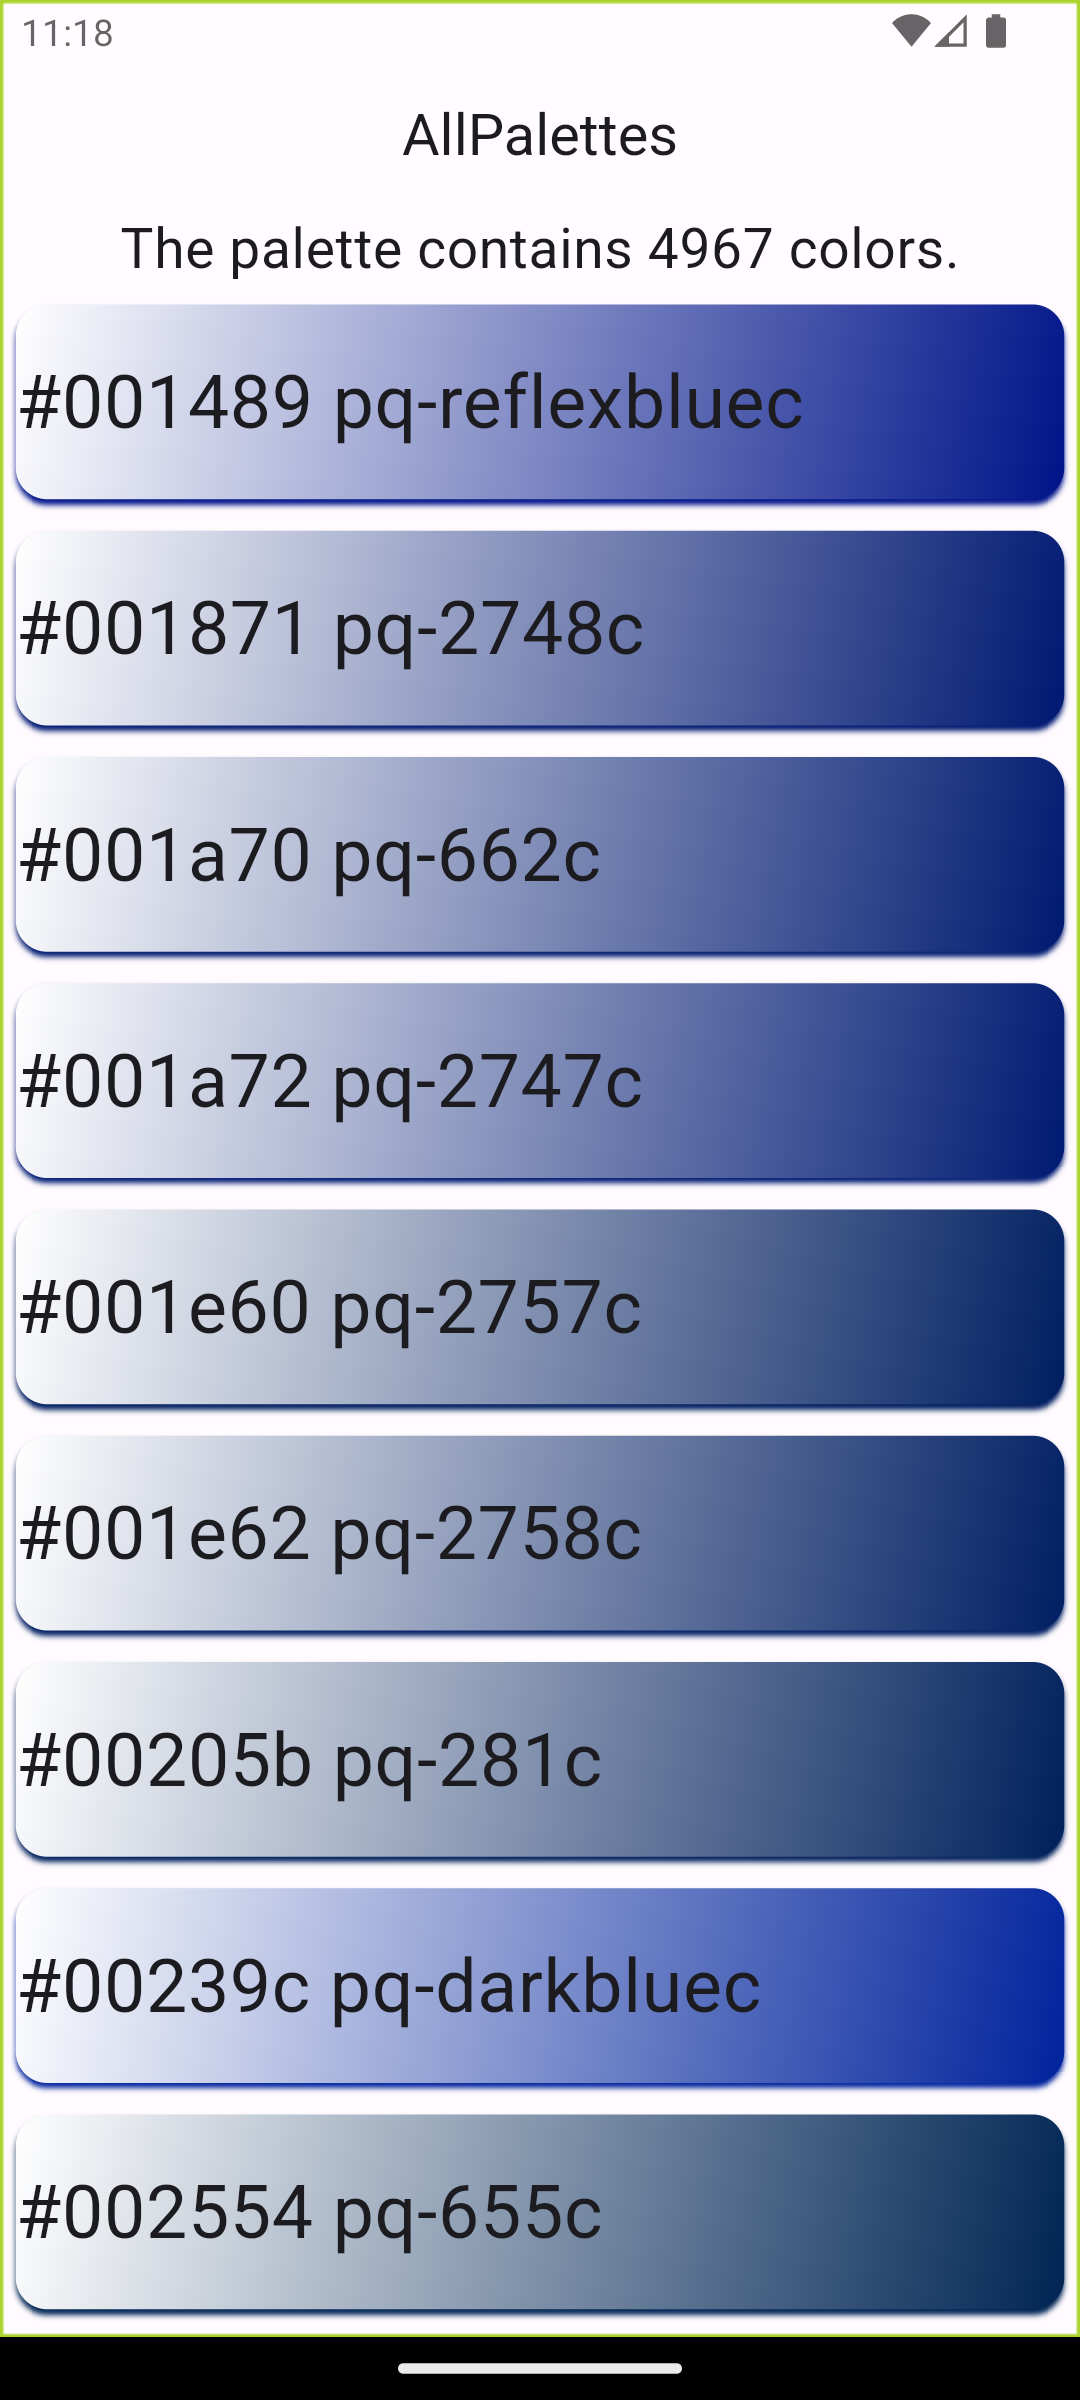 11:18
AllPalettes
The palette contains 4967 colors.
#001489 pq-reflexbluec
#001871 pq-2748c
#001a70 pq-662c
#001a72 pq-2747c
#001e60 pq-2757c
#001e62 pq-2758c
#00205b pq-281c
#00239c pq-darkbluec
#002554 pq-655c